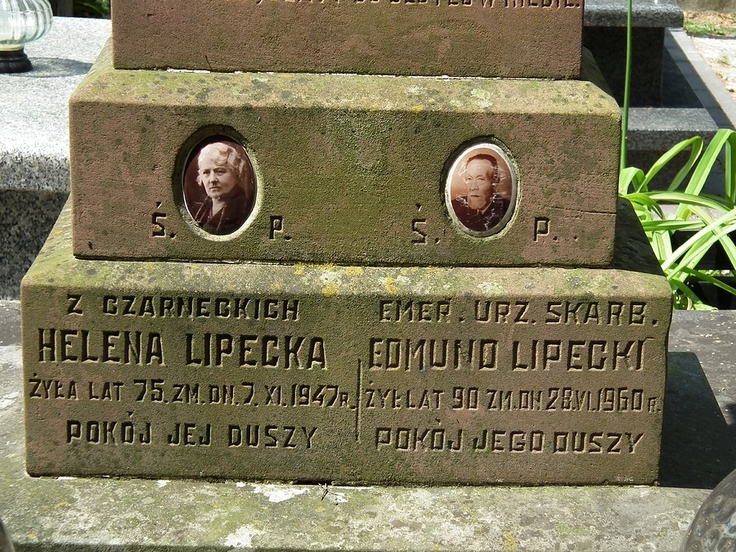 Ś. P.
Z CZARNECKICH
HELENA LIPECKA
ŻYŁA LAT 75. ZM. DN. 7. XI. 1947 R.
POKÓJ JEJ DUSZY
Ś. P.
EMER. URZ. SKARB.
EDMUND LIPECKI
ŻYŁ LAT 90 ZM. DN 28.VI.1960 R.
POKÓJ JEGO DUSZY